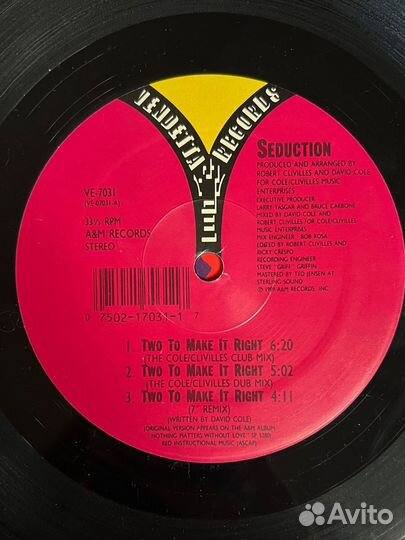 VENDETTA RECORDS
SEDUCTION
PRODUCED AND ARRANGED BY
ROBERT CLIVILLES AND DAVID COLE
FOR COLE/CLIVILLES MUSIC
ENTERPRISES
EXECUTIVE PRODUCER
LARRY YASGAR AND BRUCE CARBONE
MIXED BY DAVID COLE AND
ROBERT CLIVILLES FOR COLE/CLIVILLES
MUSIC ENTERPRISES
MIX ENGINEER BOB ROSA
EDITED BY ROBERT CLIVILLES AND
RICKY CRESPO
RECORDING ENGINEER
STEVE "GRIFF" GRIFFIN
MASTERED BY TED JENSEN AT
STERLING SOUND
℗ 1989 A&M RECORDS, INC.
VE-7031
(VE-07031-A)
33⅓ RPM
A&M RECORDS
STEREO
0 7502-17031-1 7
1. TWO TO MAKE IT RIGHT 6:20
(THE COLE/CLIVILLES CLUB MIX)
2. TWO TO MAKE IT RIGHT 5:02
(THE COLE/CLIVILLES DUB MIX)
3. TWO TO MAKE IT RIGHT 4:11
(7" REMIX)
(WRITTEN BY DAVID COLE)
(ORIGINAL VERSION APPEARS ON THE A&M ALBUM
"NOTHING MATTERS WITHOUT LOVE" SP 5280)
RED INSTRUCTIONAL MUSIC (ASCAP)
Avito